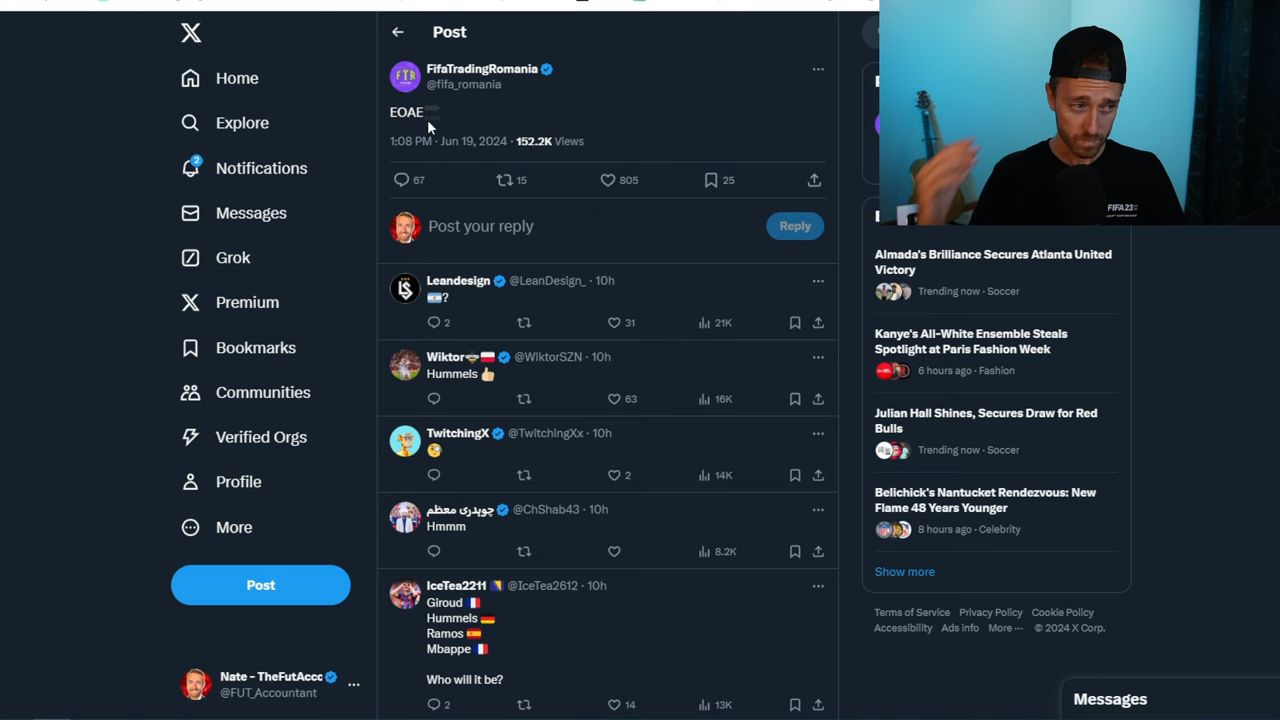 Post
FifaTradingRomania
@fifa_romania
EOAE
1:08 PM · Jun 19, 2024 · 152.2K Views
67 15 805 25
Post your reply
Reply
Leandesign @LeanDesign_ · 10h
🇦🇷?
2 31 21K
Wiktor🇵🇱 @WiktorSZN · 10h
Hummels 👍🏻
63 16K
TwitchingX @TwitchingXx · 10h
🧐
2 14K
چوہدری معظم @ChShab43 · 10h
Hmmm
8.2K
IceTea2211 🇧🇦 @IceTea2612 · 10h
Giroud 🇫🇷
Hummels 🇩🇪
Ramos 🇪🇸
Mbappe 🇫🇷
Who will it be?
2 14 13K
Home
Explore
2
Notifications
Messages
Grok
Premium
Bookmarks
Communities
Verified Orgs
Profile
More
Post
Nate - TheFutAcco
@FUT_Accountant
FTR
FIFA 23
Almada's Brilliance Secures Atlanta United
Victory
Trending now · Soccer
Kanye's All-White Ensemble Steals
Spotlight at Paris Fashion Week
6 hours ago · Fashion
Julian Hall Shines, Secures Draw for Red
Bulls
Trending now · Soccer
Belichick's Nantucket Rendezvous: New
Flame 48 Years Younger
8 hours ago · Celebrity
Show more
Terms of Service Privacy Policy Cookie Policy
Accessibility Ads info More ··· © 2024 X Corp.
Messages